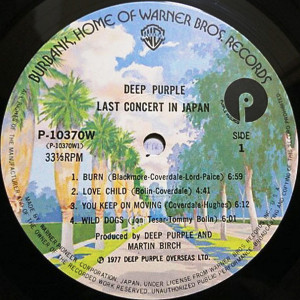 BURBANK, HOME OF WARNER BROS. RECORDS
DEEP PURPLE
LAST CONCERT IN JAPAN
P-10370W
(P-10370W1)
33⅓RPM
SIDE
1
1 BURN (Blackmore-Coverdale-Lord-Paice) 6:59
2 LOVE CHILD (Bolin-Coverdale) 4:41
3 YOU KEEP ON MOVING (Coverdale-Hughes) 6:12
4 WILD DOGS (Jon Tesar-Tommy Bolin) 6:01
Produced by DEEP PURPLE AND
MARTIN BIRCH
Ⓟ 1977 DEEP PURPLE OVERSEAS LTD.